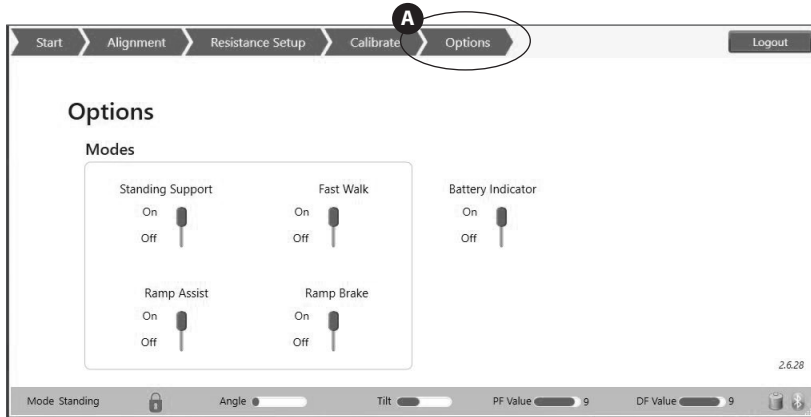 A
Start Alignment Resistance Setup Calibrate Options Logout
Options
Modes
Standing Support Fast Walk Battery Indicator
On On On
Off Off Off
Ramp Assist Ramp Brake
On On
Off Off
2.6.28
Mode Standing Angle Tilt PF Value 9 DF Value 9